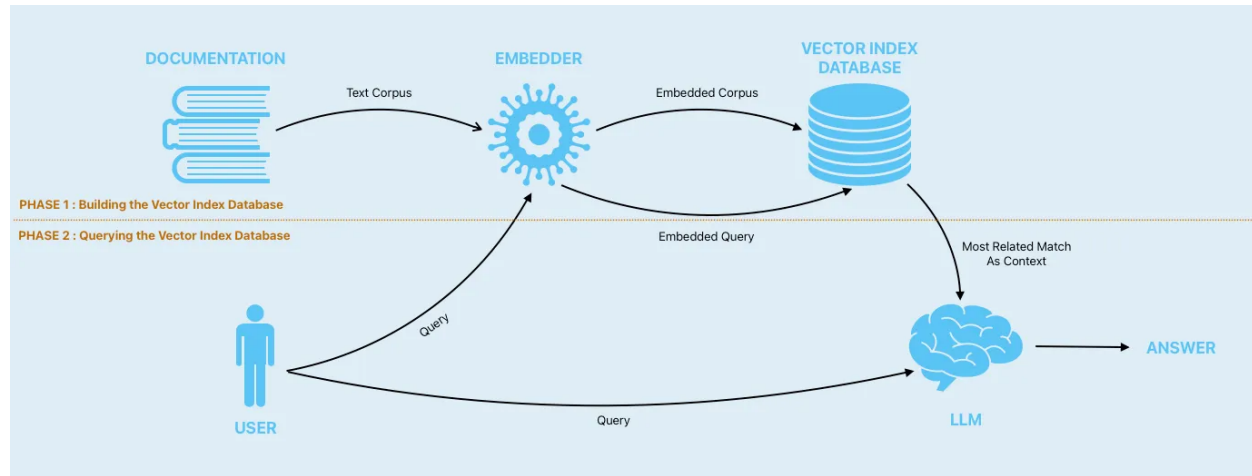 DOCUMENTATION
EMBEDDER
VECTOR INDEX
DATABASE
Text Corpus
Embedded Corpus
PHASE 1 : Building the Vector Index Database
PHASE 2 : Querying the Vector Index Database
Embedded Query
Most Related Match
As Context
Query
ANSWER
Query
LLM
USER